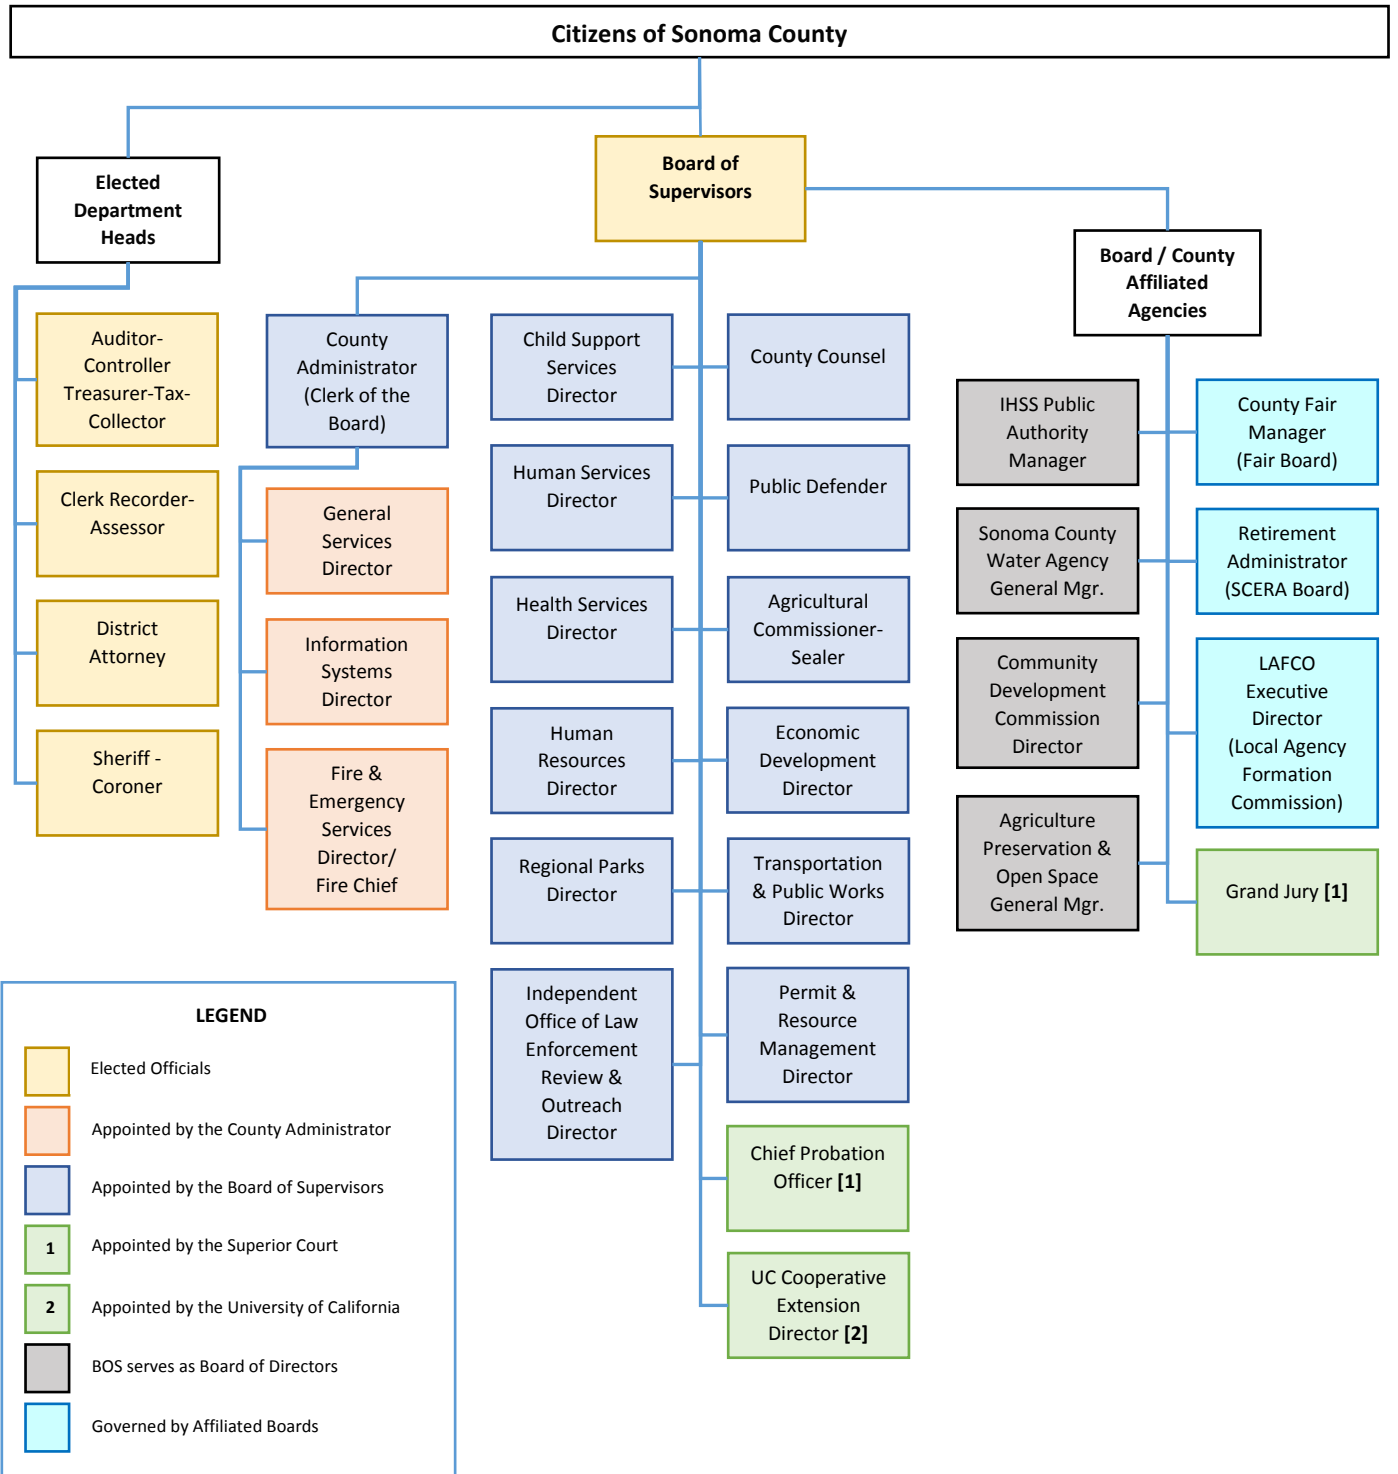 Citizens of Sonoma County
Elected
Department
Heads
Board of
Supervisors
Board / County
Affiliated
Agencies
Auditor-
Controller
Treasurer-Tax-
Collector
Clerk Recorder-
Assessor
District
Attorney
Sheriff -
Coroner
County
Administrator
(Clerk of the
Board)
General
Services
Director
Information
Systems
Director
Fire &
Emergency
Services
Director/
Fire Chief
Child Support
Services
Director
Human Services
Director
Health Services
Director
Human
Resources
Director
Regional Parks
Director
Independent
Office of Law
Enforcement
Review &
Outreach
Director
County Counsel
Public Defender
Agricultural
Commissioner-
Sealer
Economic
Development
Director
Transportation
& Public Works
Director
Permit &
Resource
Management
Director
Chief Probation
Officer [1]
UC Cooperative
Extension
Director [2]
IHSS Public
Authority
Manager
Sonoma County
Water Agency
General Mgr.
Community
Development
Commission
Director
Agriculture
Preservation &
Open Space
General Mgr.
County Fair
Manager
(Fair Board)
Retirement
Administrator
(SCERA Board)
LAFCO
Executive
Director
(Local Agency
Formation
Commission)
Grand Jury [1]
LEGEND
Elected Officials
Appointed by the County Administrator
Appointed by the Board of Supervisors
1 Appointed by the Superior Court
2 Appointed by the University of California
BOS serves as Board of Directors
Governed by Affiliated Boards